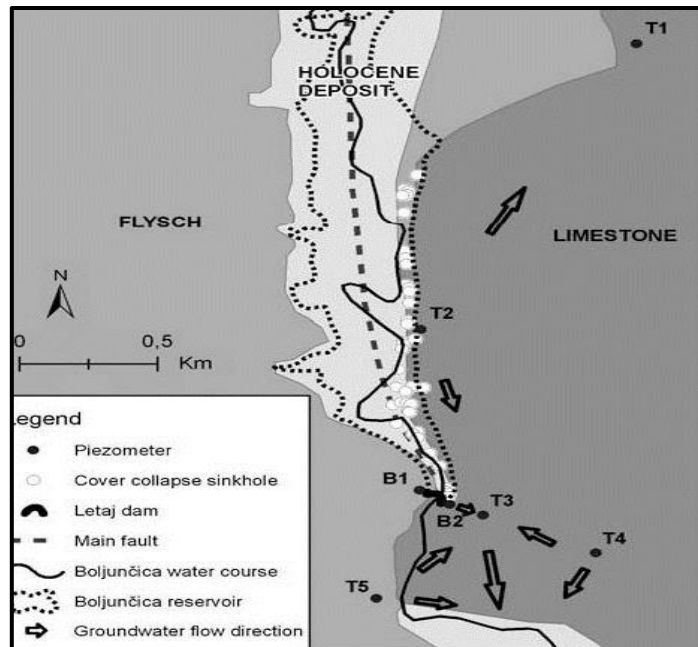 T1
HOLOCENE
DEPOSIT
FLYSCH
LIMESTONE
N
T2
0 0,5
Km
egend
Piezometer
Cover collapse sinkhole
Letaj dam
Main fault
Boljunčica water course
Boljunčica reservoir
Groundwater flow direction
B1
B2
T3
T4
T5